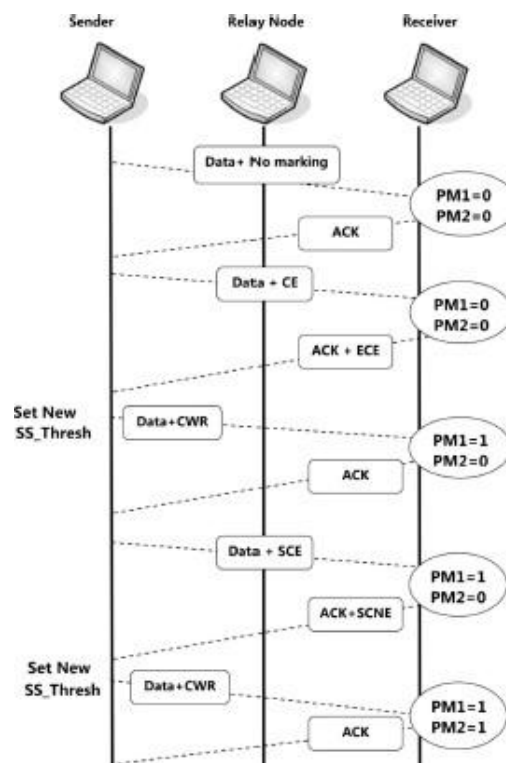 Sender
Relay Node
Receiver
Data+ No marking
PM1=0
PM2=0
ACK
Data + CE
PM1=0
PM2=0
ACK + ECE
Set New
SS_Thresh
Data+CWR
PM1=1
PM2=0
ACK
Data + SCE
PM1=1
PM2=0
ACK+SCNE
Set New
SS_Thresh
Data+CWR
PM1=1
PM2=1
ACK